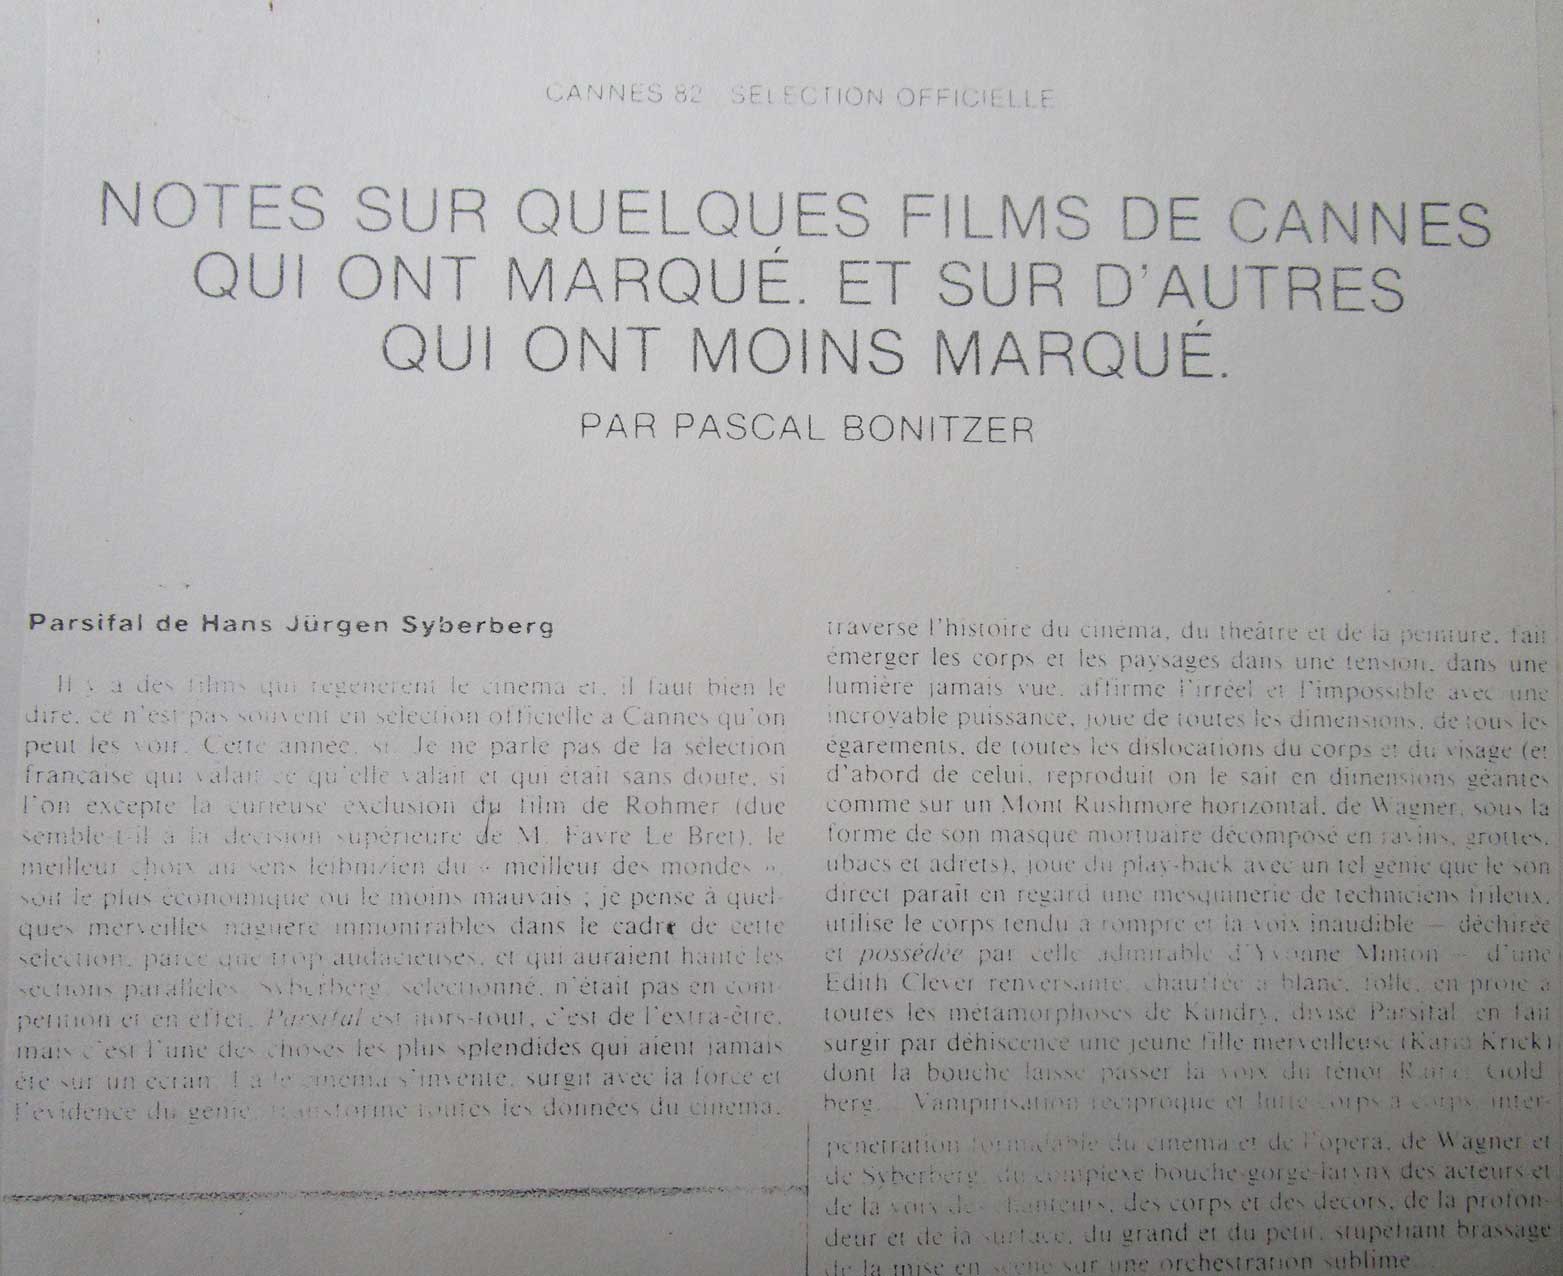 CANNES 82 SELECTION OFFICIELLE
NOTES SUR QUELQUES FILMS DE CANNES
QUI ONT MARQUÉ. ET SUR D'AUTRES
QUI ONT MOINS MARQUÉ.
PAR PASCAL BONITZER
Parsifal de Hans Jürgen Syberberg
Il y a des films qui régénèrent le cinéma et, il faut bien le
dire, ce n'est pas souvent en sélection officielle à Cannes qu'on
peut les voir. Cette année, si. Je ne parle pas de la sélection
française qui valait ce qu'elle valait et qui était sans doute, si
l'on excepte la curieuse exclusion du film de Rohmer (due
semble-t-il à la décision supérieure de M. Favre Le Bret), le
meilleur choix au sens leibnizien du « meilleur des mondes »,
soit le plus économique ou le moins mauvais ; je pense à quel-
ques merveilles naguère inmontrables dans le cadre de cette
sélection, parce que trop audacieuses, et qui auraient hanté les
sections parallèles. Syberberg, sélectionné, n'était pas en com-
pétition et en effet, Parsifal est hors-tout, c'est de l'extra-être,
mais c'est l'une des choses les plus splendides qui aient jamais
été sur un écran. Là le cinéma s'invente, surgit avec la force et
l'évidence du génie, transforme toutes les données du cinéma,
traverse l'histoire du cinéma, du théâtre et de la peinture, fait
émerger les corps et les paysages dans une tension, dans une
lumière jamais vue, affirme l'irréel et l'impossible avec une
incroyable puissance, joue de toutes les dimensions, de tous les
égarements, de toutes les dislocations du corps et du visage (et
d'abord de celui, reproduit on le sait en dimensions géantes
comme sur un Mont Rushmore horizontal, de Wagner, sous la
forme de son masque mortuaire décomposé en ravins, grottes,
ubacs et adrets), joue du play-back avec un tel génie que le son
direct paraît en regard une mesquinerie de techniciens frileux,
utilise le corps tendu à rompre et la voix inaudible — déchirée
et possédée par celle admirable d'Yvonne Minton — d'une
Edith Clever renversante, chauffée à blanc, folle, en proie à
toutes les métamorphoses de Kundry, divise Parsifal, en fait
surgir par déhiscence une jeune fille merveilleuse (Karin Krick)
dont la bouche laisse passer la voix du ténor Rainer Gold
berg... Vampirisation réciproque et lutte corps à corps, inter-
pénétration formidable du cinéma et de l'opéra, de Wagner et
de Syberberg, du complexe bouche-gorge-larynx des acteurs et
de la voix des chanteurs, des corps et des décors, de la profon-
deur et de la surface, du grand et du petit, stupéfiant brassage
de la mise en scène sur une orchestration sublime.